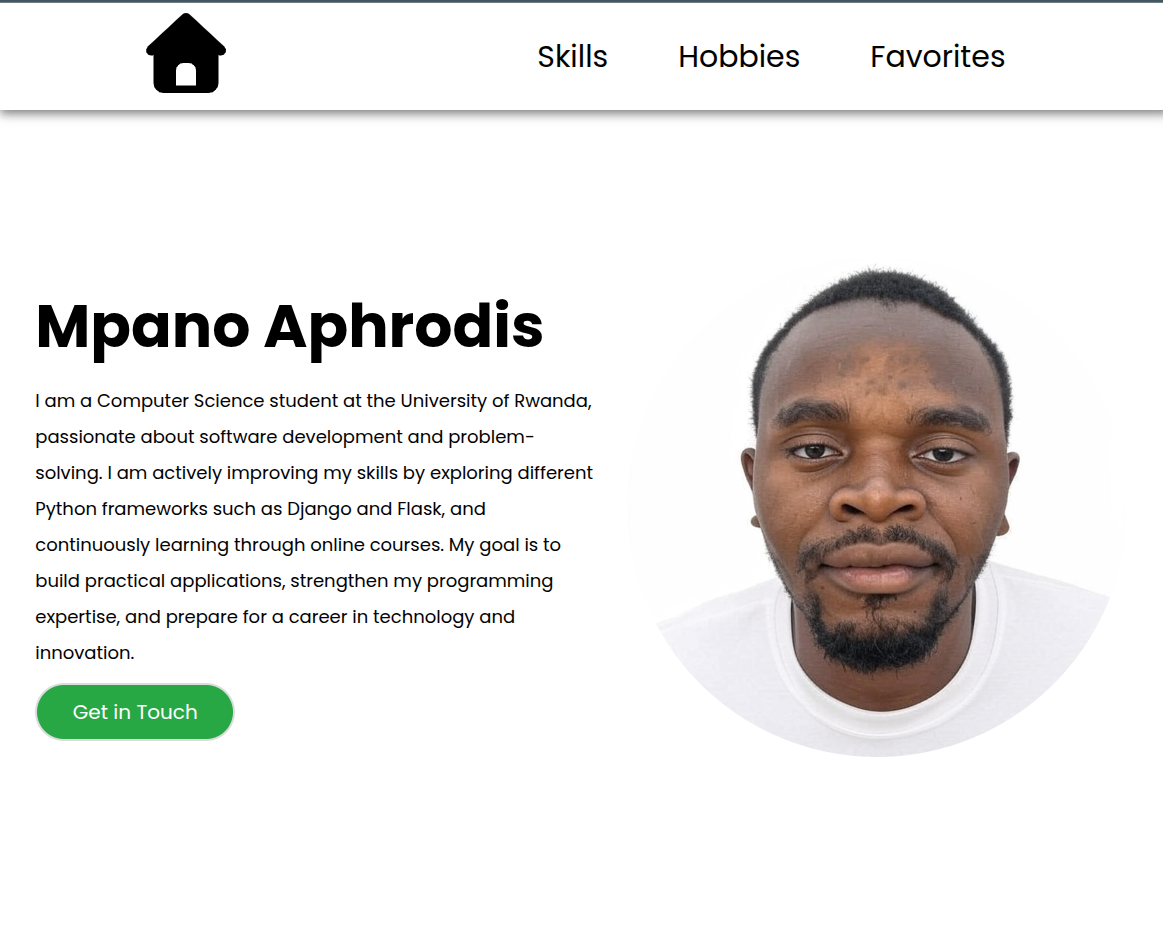 Skills Hobbies Favorites
Mpano Aphrodis
I am a Computer Science student at the University of Rwanda,
passionate about software development and problem-
solving. I am actively improving my skills by exploring different
Python frameworks such as Django and Flask, and
continuously learning through online courses. My goal is to
build practical applications, strengthen my programming
expertise, and prepare for a career in technology and
innovation.
Get in Touch